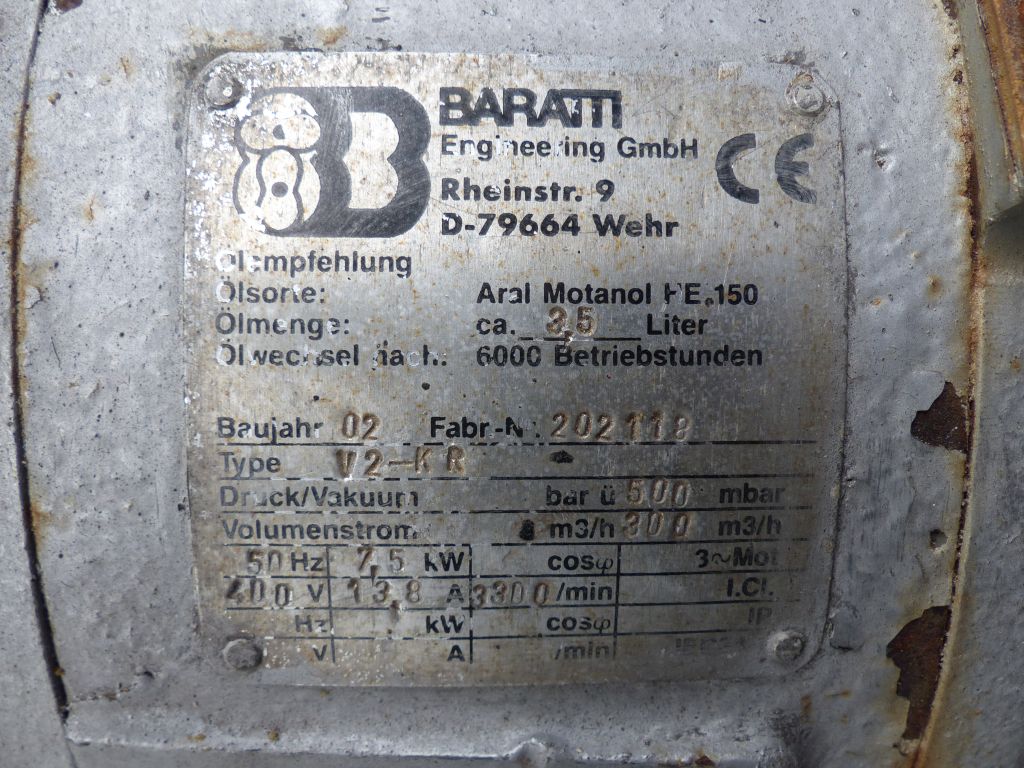 B BARATTI
Engineering GmbH
CE
Rheinstr. 9
D-79664 Wehr
Ölempfehlung
Ölsorte: Aral Motanol HE 150
Ölmenge: ca. 3,5 Liter
Ölwechsel nach: 6000 Betriebstunden
Baujahr 02 Fabr.-Nr. 202118
Type V2-KR
Druck/Vakuum bar ü 500 mbar
Volumenstrom m3/h 300 m3/h
50 Hz 7,5 kW cosφ 3~Mot
400 V 13,8 A 3300 /min I.Cl.
Hz kW cosφ IP
V A /min